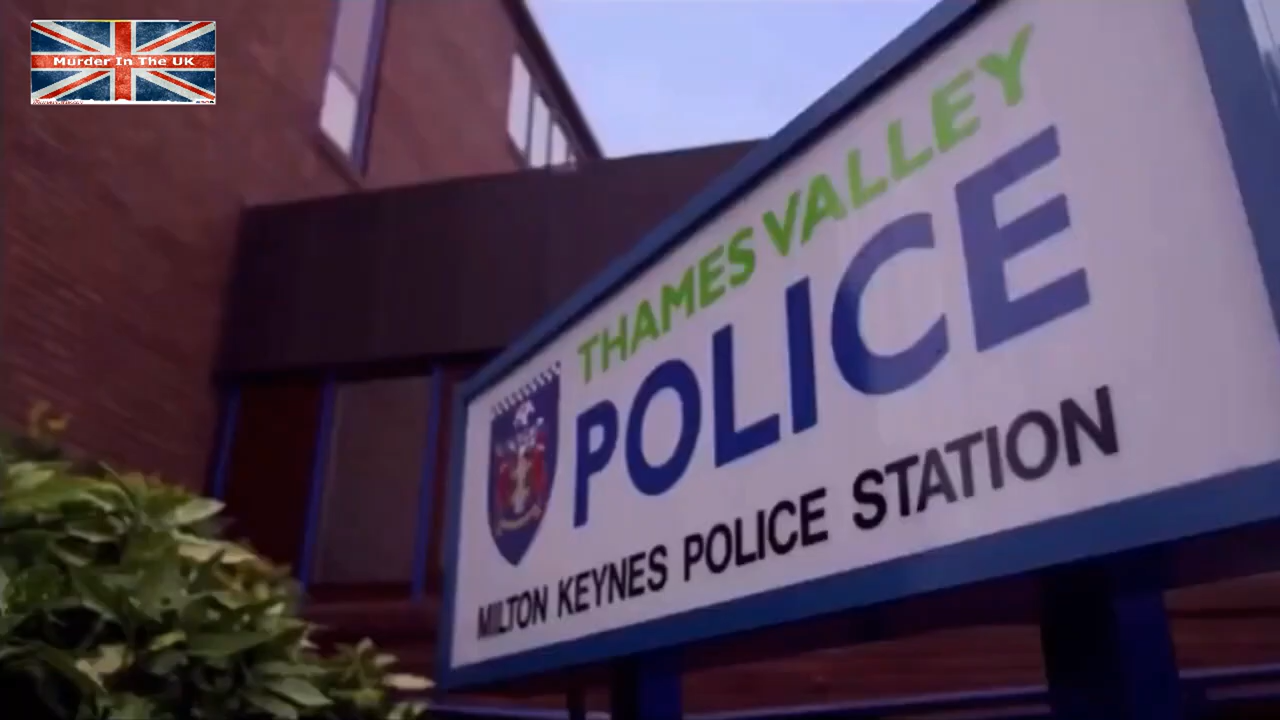 Murder In The UK
THAMES VALLEY
POLICE
MILTON KEYNES POLICE STATION